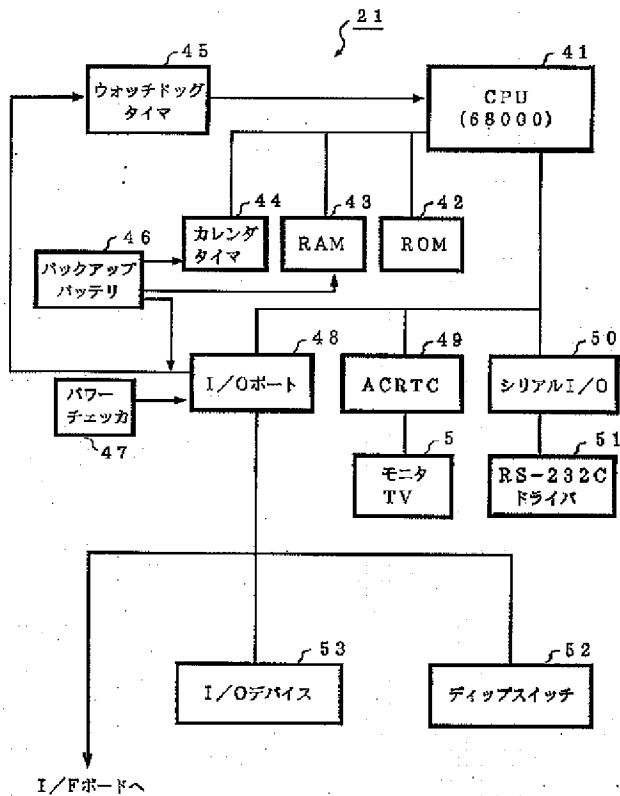 21
45
ウォッチドッグ
タイマ
41
CPU
(68000)
44
カレンダ
タイマ
43
RAM
42
ROM
46
バックアップ
バッテリ
48
I/Oポート
49
ACRTC
50
シリアルI/O
パワー
チェッカ
47
5
モニタ
TV
51
RS-232C
ドライバ
53
I/Oデバイス
52
ディップスイッチ
I/Fボードへ